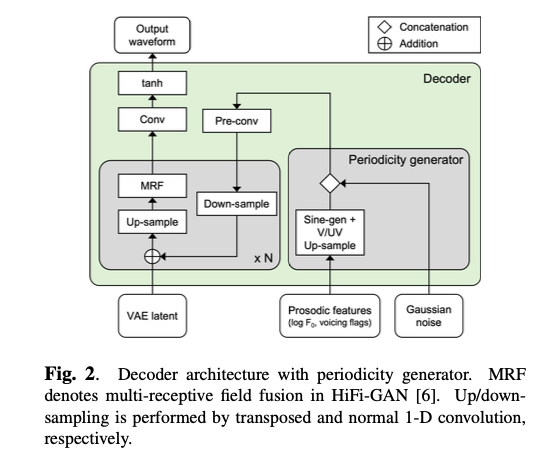 Output
waveform
Concatenation
Addition
Decoder
tanh
Conv
Pre-conv
Periodicity generator
MRF
Down-sample
Up-sample
Sine-gen +
V/UV
Up-sample
x N
VAE latent
Prosodic features
(log F₀, voicing flags)
Gaussian
noise
Fig. 2. Decoder architecture with periodicity generator. MRF
denotes multi-receptive field fusion in HiFi-GAN [6]. Up/down-
sampling is performed by transposed and normal 1-D convolution,
respectively.